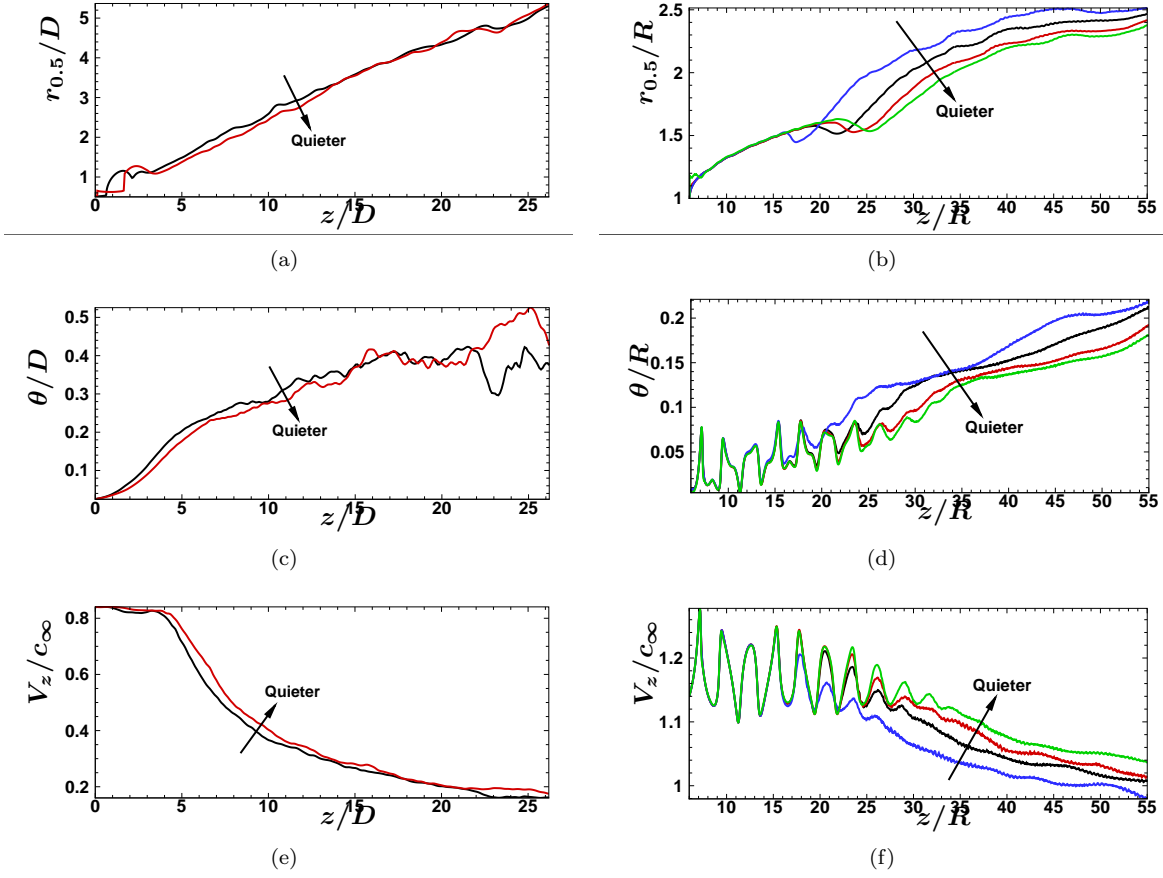 r0.5/D
5
4
3
2
1
Quieter
0 5 10 15 20 25
z/D
(a)
r0.5/R
2.5
2
1.5
1
Quieter
10 15 20 25 30 35 40 45 50 55
z/R
(b)
θ/D
0.5
0.4
0.3
0.2
0.1
Quieter
0 5 10 15 20 25
z/D
(c)
θ/R
0.2
0.15
0.1
0.05
Quieter
10 15 20 25 30 35 40 45 50 55
z/R
(d)
Vz/c∞
0.8
0.6
0.4
0.2
Quieter
0 5 10 15 20 25
z/D
(e)
Vz/c∞
1.2
1.1
1
Quieter
10 15 20 25 30 35 40 45 50 55
z/R
(f)